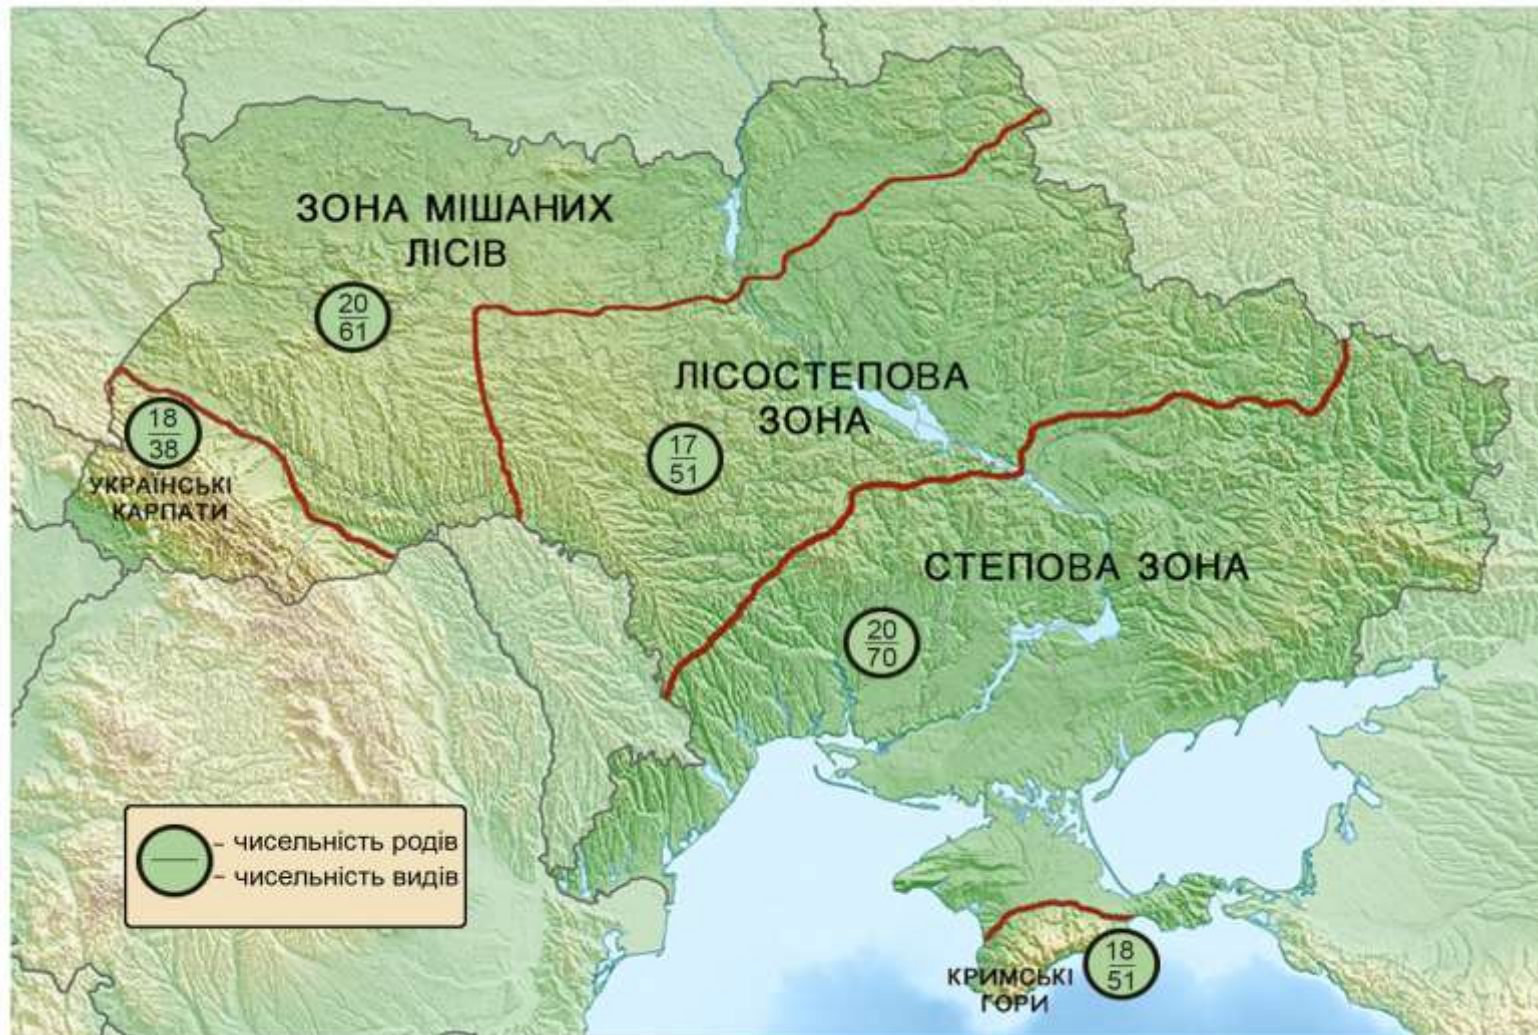 ЗОНА МІШАНИХ
ЛІСІВ
20
61
ЛІСОСТЕПОВА
ЗОНА
17
51
18
38
УКРАЇНСЬКІ
КАРПАТИ
СТЕПОВА ЗОНА
20
70
- чисельність родів
- чисельність видів
КРИМСЬКІ
ГОРИ
18
51